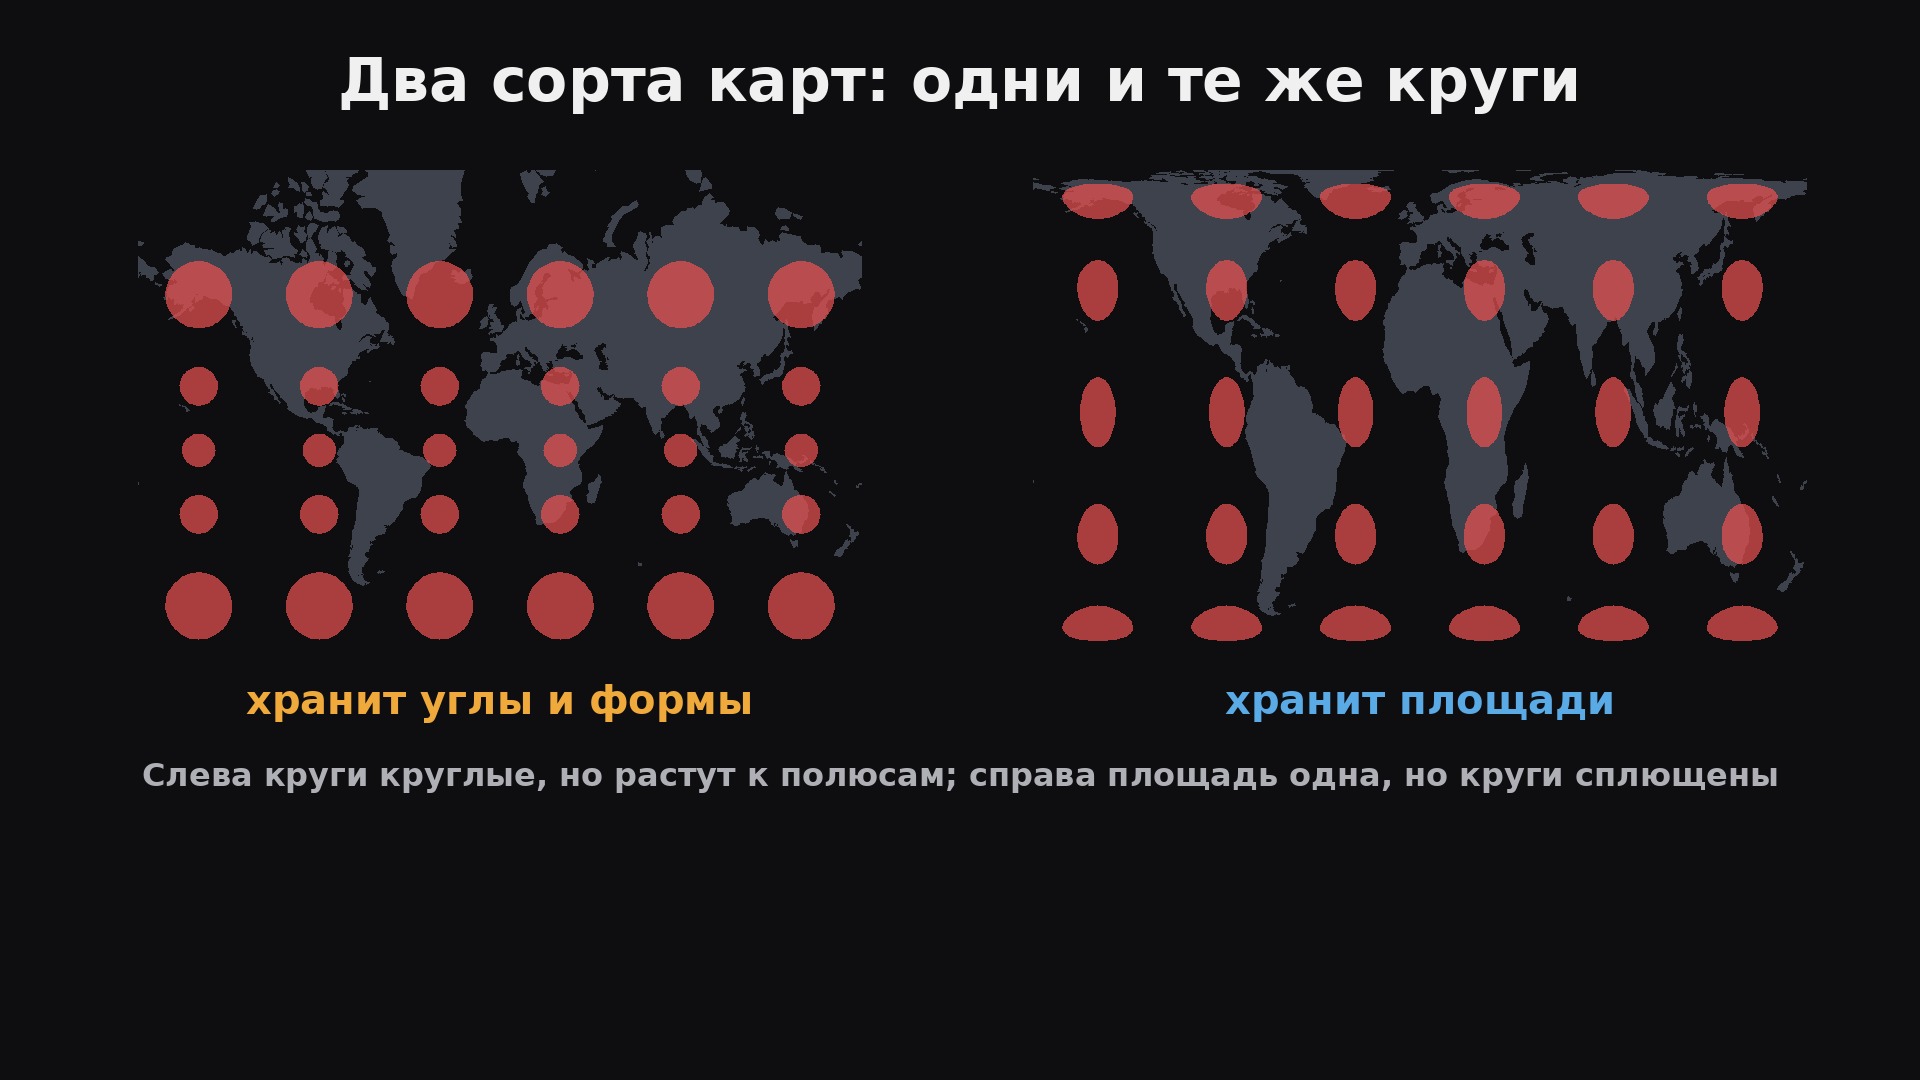 Два сорта карт: одни и те же круги
хранит углы и формы
хранит площади
Слева круги круглые, но растут к полюсам; справа площадь одна, но круги сплющены